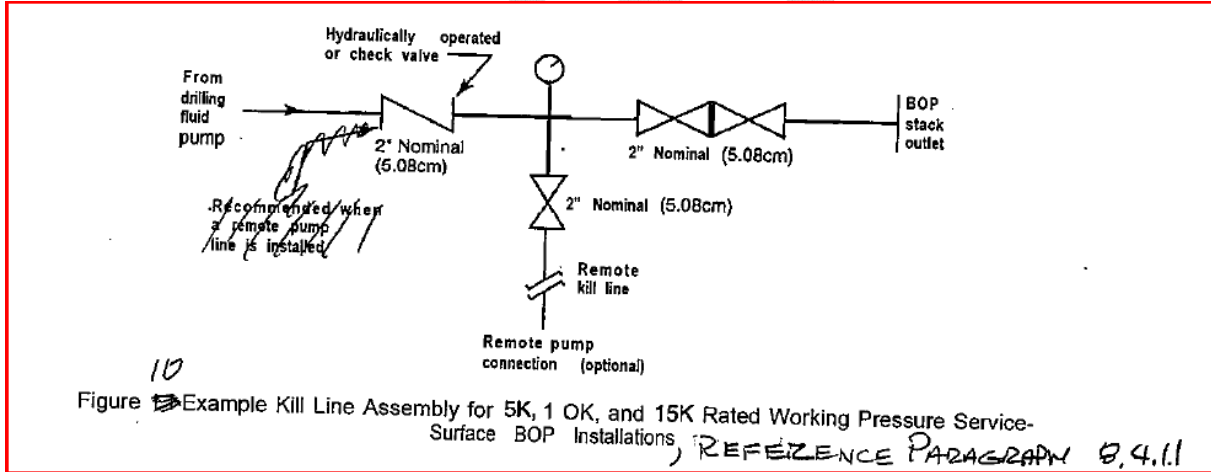 Hydraulically operated
or check valve
From
drilling
fluid
pump
2" Nominal
(5.08cm)
2" Nominal (5.08cm)
BOP
stack
outlet
2" Nominal (5.08cm)
.Recommended when
a remote pump
line is installed
Remote
kill line
Remote pump
connection (optional)
10
Figure Example Kill Line Assembly for 5K, 1 OK, and 15K Rated Working Pressure Service-
Surface BOP Installations, REFERENCE PARAGRAPH 8.4.1.1